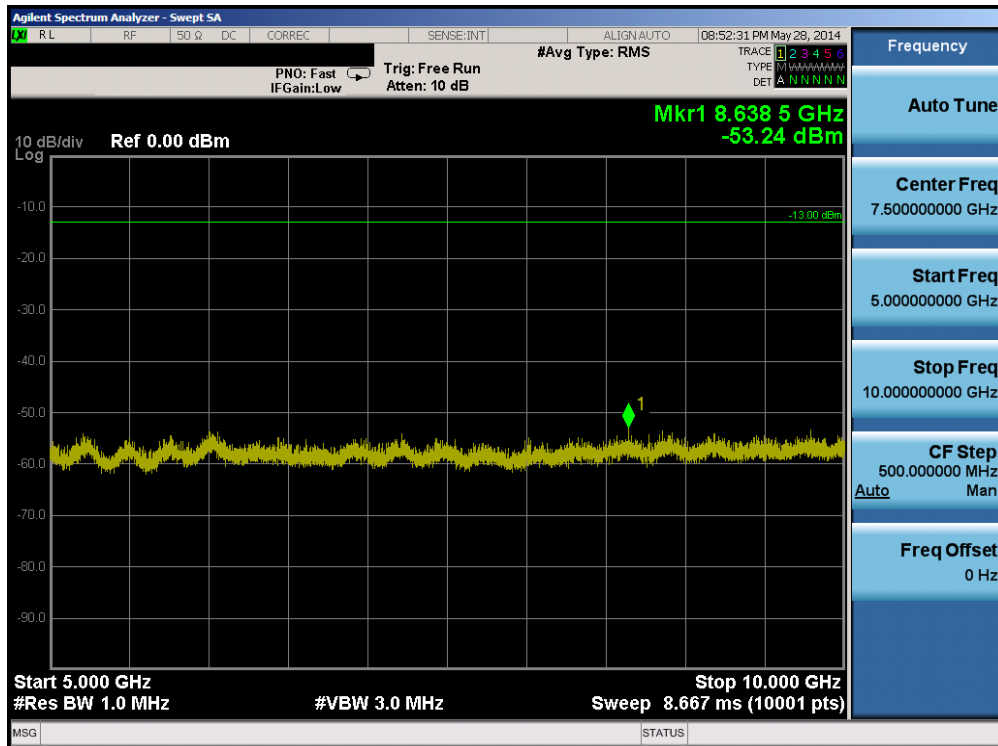 Agilent Spectrum Analyzer - Swept SA
LXI RL RF 50 Ω DC CORREC SENSE:INT ALIGN AUTO 08:52:31 PM May 28, 2014
#Avg Type: RMS
TRACE 1 2 3 4 5 6
PNO: Fast Trig: Free Run
TYPE M WWWWW
IFGain:Low Atten: 10 dB
DET A N N N N N
Mkr1 8.638 5 GHz
-53.24 dBm
10 dB/div Ref 0.00 dBm
Log
-10.0
-13.00 dBm
-20.0
-30.0
-40.0
-50.0
1
-60.0
-70.0
-80.0
-90.0
Start 5.000 GHz Stop 10.000 GHz
#Res BW 1.0 MHz #VBW 3.0 MHz Sweep 8.667 ms (10001 pts)
MSG STATUS
Frequency
Auto Tune
Center Freq
7.500000000 GHz
Start Freq
5.000000000 GHz
Stop Freq
10.000000000 GHz
CF Step
500.000000 MHz
Auto Man
Freq Offset
0 Hz